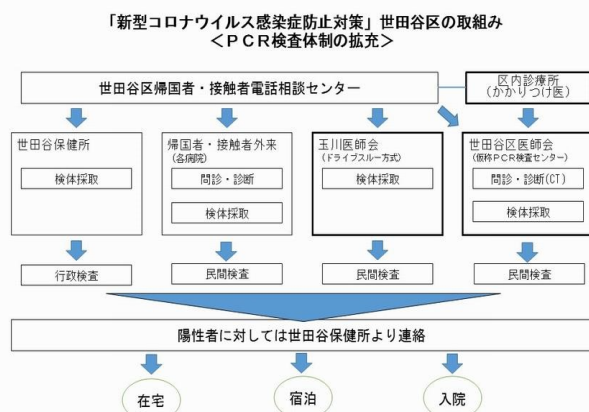 「新型コロナウイルス感染症防止対策」世田谷区の取組み
＜ＰＣＲ検査体制の拡充＞
世田谷区帰国者・接触者電話相談センター
区内診療所
（かかりつけ医）
世田谷保健所
検体採取
行政検査
帰国者・接触者外来
（各病院）
問診・診断
検体採取
民間検査
玉川医師会
（ドライブスルー方式）
検体採取
民間検査
世田谷区医師会
（仮称ＰＣＲ検査センター）
問診・診断(CT)
検体採取
民間検査
陽性者に対しては世田谷保健所より連絡
在宅
宿泊
入院